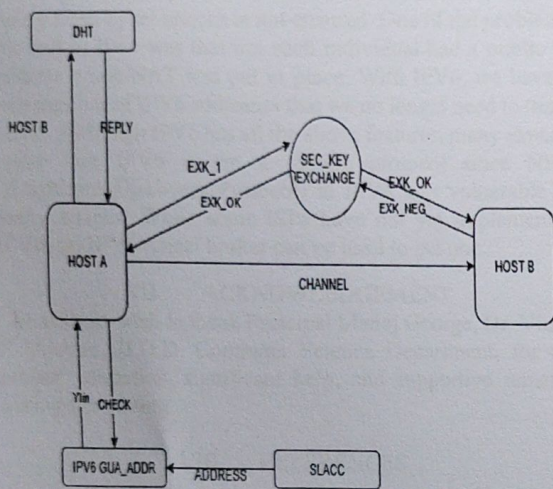 DHT
HOST B
REPLY
SEC_KEY
EXCHANGE
EXK_1
EXK_OK
EXK_OK
EXK_NEG
HOST A
HOST B
CHANNEL
CHECK
IPV6 GUA_ADDR
ADDRESS
SLACC